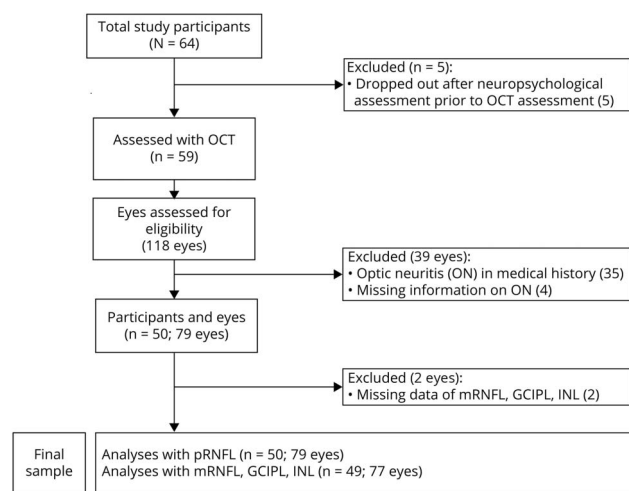 Total study participants
(N = 64)
Excluded (n = 5):
• Dropped out after neuropsychological
assessment prior to OCT assessment (5)
Assessed with OCT
(n = 59)
Eyes assessed for
eligibility
(118 eyes)
Excluded (39 eyes):
• Optic neuritis (ON) in medical history (35)
• Missing information on ON (4)
Participants and eyes
(n = 50; 79 eyes)
Excluded (2 eyes):
• Missing data of mRNFL, GCIPL, INL (2)
Final
sample
Analyses with pRNFL (n = 50; 79 eyes)
Analyses with mRNFL, GCIPL, INL (n = 49; 77 eyes)